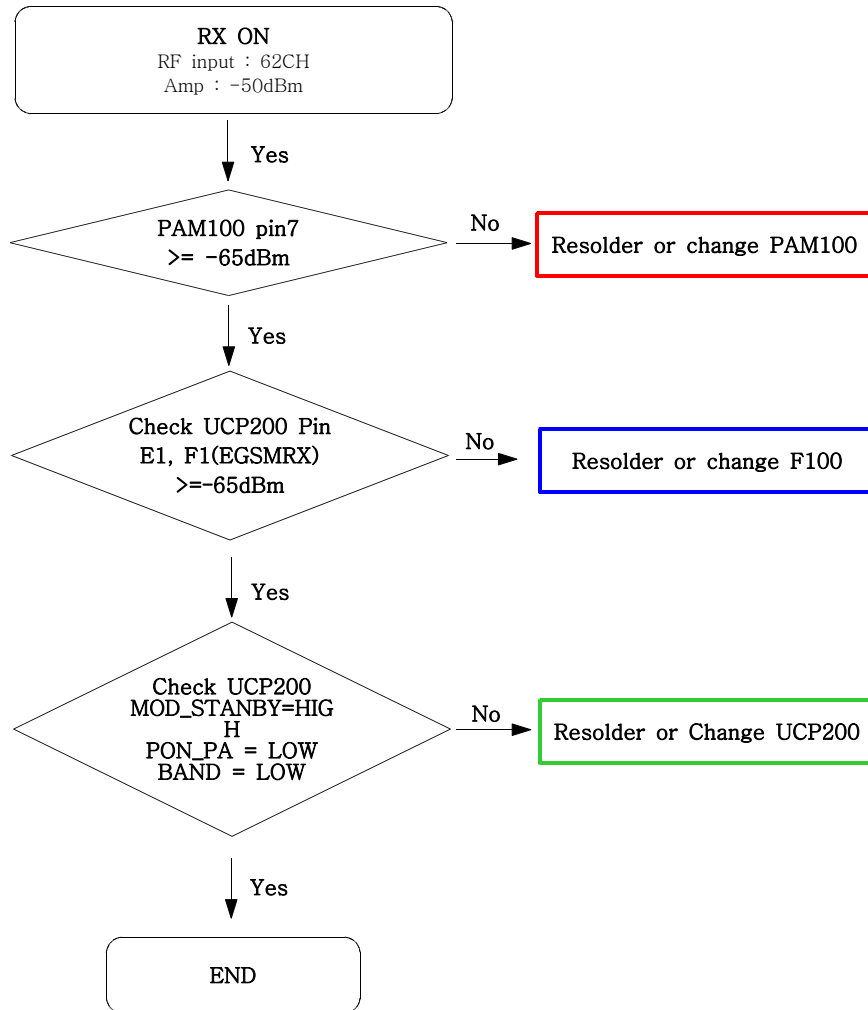 RX ON
RF input : 62CH
Amp : -50dBm
Yes
PAM100 pin7
>= -65dBm
No
Resolder or change PAM100
Yes
Check UCP200 Pin
E1, F1(EGSMRX)
>=-65dBm
No
Resolder or change F100
Yes
Check UCP200
MOD_STANBY=HIG
H
PON_PA = LOW
BAND = LOW
No
Resolder or Change UCP200
Yes
END